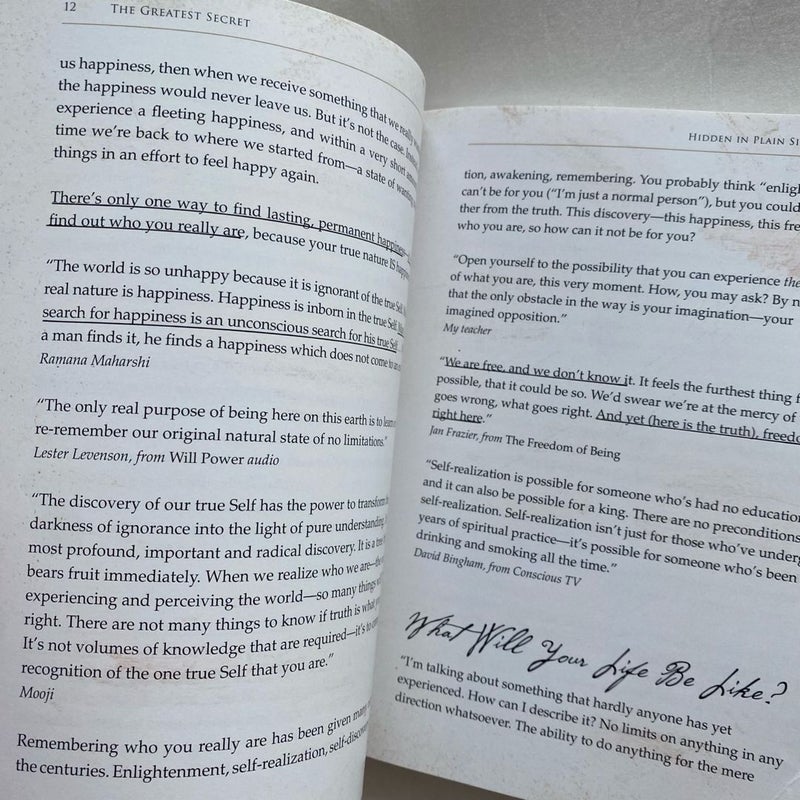 12 THE GREATEST SECRET
us happiness, then when we receive something that we really
the happiness would never leave us. But it's not the case.
experience a fleeting happiness, and within a very short
time we're back to where we started from—a state of wanting
things in an effort to feel happy again.
There's only one way to find lasting, permanent happiness
find out who you really are, because your true nature IS
"The world is so unhappy because it is ignorant of the true Self.
real nature is happiness. Happiness is inborn in the true Self.
search for happiness is an unconscious search for his true Self.
a man finds it, he finds a happiness which does not come to an
Ramana Maharshi
"The only real purpose of being here on this earth is to learn
re-remember our original natural state of no limitations."
Lester Levenson, from Will Power audio
"The discovery of our true Self has the power to transform
darkness of ignorance into the light of pure understanding.
most profound, important and radical discovery. It is a tree
bears fruit immediately. When we realize who we are—the
experiencing and perceiving the world—so many things
right. There are not many things to know if truth is what
It's not volumes of knowledge that are required—it's
recognition of the one true Self that you are."
Mooji
Remembering who you really are has been given many
the centuries. Enlightenment, self-realization,
HIDDEN IN PLAIN
tion, awakening, remembering. You probably think
can't be for you ("I'm just a normal person"), but you could
ther from the truth. This discovery—this happiness, this
who you are, so how can it not be for you?
"Open yourself to the possibility that you can experience
of what you are, this very moment. How, you may ask? By
that the only obstacle in the way is your imagination—your
imagined opposition."
My teacher
"We are free, and we don't know it. It feels the furthest thing
possible, that it could be so. We'd swear we're at the mercy of
goes wrong, what goes right. And yet (here is the truth),
right here."
Jan Frazier, from The Freedom of Being
"Self-realization is possible for someone who's had no
and it can also be possible for a king. There are no preconditions
self-realization. Self-realization isn't just for those who've
years of spiritual practice—it's possible for someone who's been
drinking and smoking all the time."
David Bingham, from Conscious TV
What Will Your Life Be Like?
"I'm talking about something that hardly anyone has yet
experienced. How can I describe it? No limits on anything in any
direction whatsoever. The ability to do anything for the mere